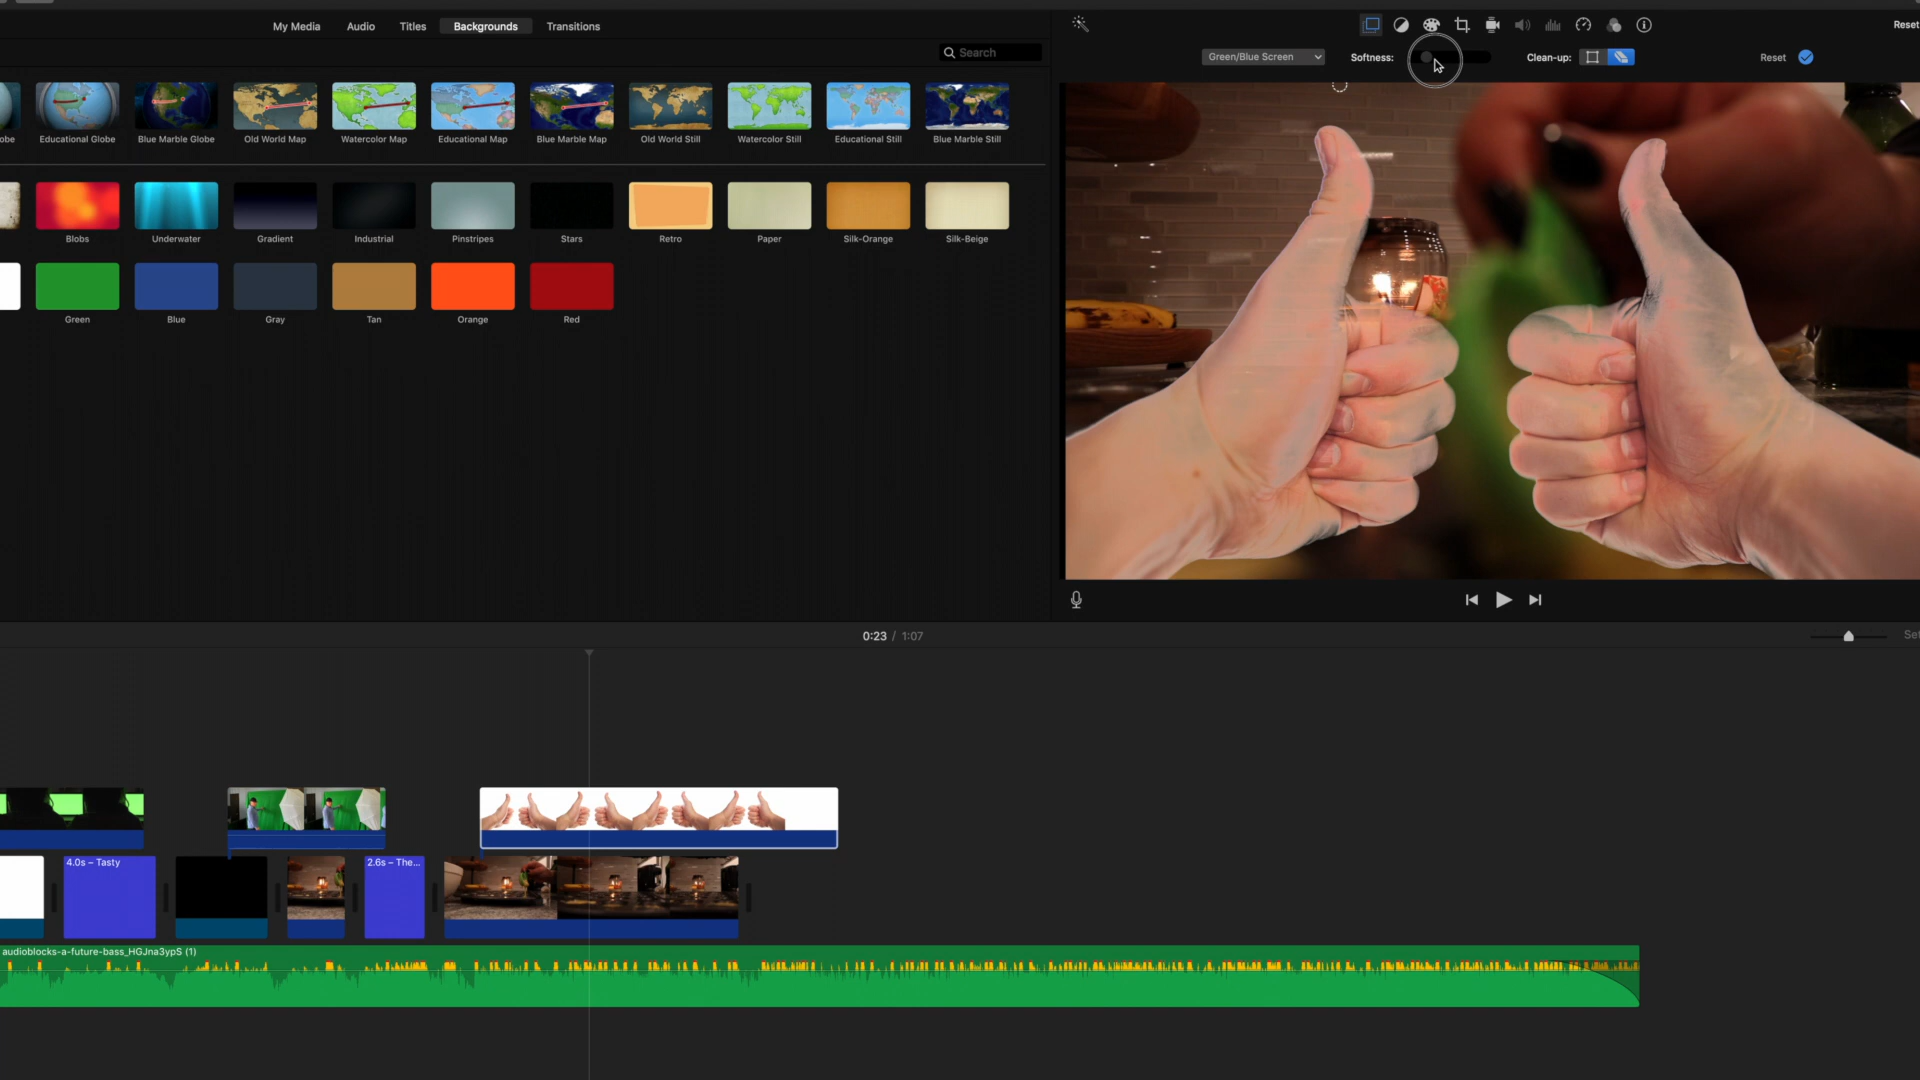 My Media Audio Titles Backgrounds Transitions
Reset
Search
Green/Blue Screen Softness: Clean-up: Reset
obe Educational Globe Blue Marble Globe Old World Map Watercolor Map Educational Map Blue Marble Map Old World Still Watercolor Still Educational Still Blue Marble Still
Blobs Underwater Gradient Industrial Pinstripes Stars Retro Paper Silk-Orange Silk-Beige
Green Blue Gray Tan Orange Red
0:23 / 1:07
Set
4.0s – Tasty
2.6s – The...
audioblocks-a-future-bass_HGJna3ypS (1)